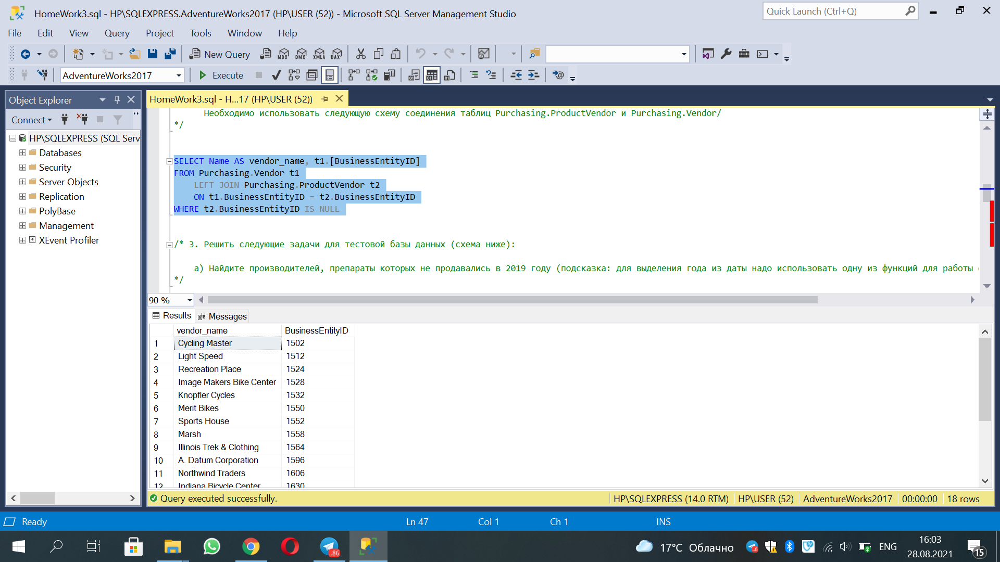 HomeWork3.sql - HP\SQLEXPRESS.AdventureWorks2017 (HP\USER (52)) - Microsoft SQL Server Management Studio
Quick Launch (Ctrl+Q)
File Edit View Query Project Tools Window Help
New Query MDX DMX XMLA DAX
AdventureWorks2017 Execute
Object Explorer
Connect
HP\SQLEXPRESS (SQL Serv
Databases
Security
Server Objects
Replication
PolyBase
Management
XEvent Profiler
HomeWork3.sql - H...17 (HP\USER (52))
Необходимо использовать следующую схему соединения таблиц Purchasing.ProductVendor и Purchasing.Vendor/
*/
SELECT Name AS vendor_name, t1.[BusinessEntityID]
FROM Purchasing.Vendor t1
LEFT JOIN Purchasing.ProductVendor t2
ON t1.BusinessEntityID = t2.BusinessEntityID
WHERE t2.BusinessEntityID IS NULL
/* 3. Решить следующие задачи для тестовой базы данных (схема ниже):
а) Найдите производителей, препараты которых не продавались в 2019 году (подсказка: для выделения года из даты надо использовать одну из функций для работы
*/
90 %
Results Messages
vendor_name BusinessEntityID
1 Cycling Master 1502
2 Light Speed 1512
3 Recreation Place 1524
4 Image Makers Bike Center 1528
5 Knopfler Cycles 1532
6 Merit Bikes 1550
7 Sports House 1552
8 Marsh 1558
9 Illinois Trek & Clothing 1564
10 A. Datum Corporation 1596
11 Northwind Traders 1606
12 Indiana Bicycle Center 1630
Query executed successfully. HP\SQLEXPRESS (14.0 RTM) HP\USER (52) AdventureWorks2017 00:00:00 18 rows
Ready Ln 47 Col 1 Ch 1 INS
..86
17°C Облачно
6
ENG
16:03
28.08.2021
15